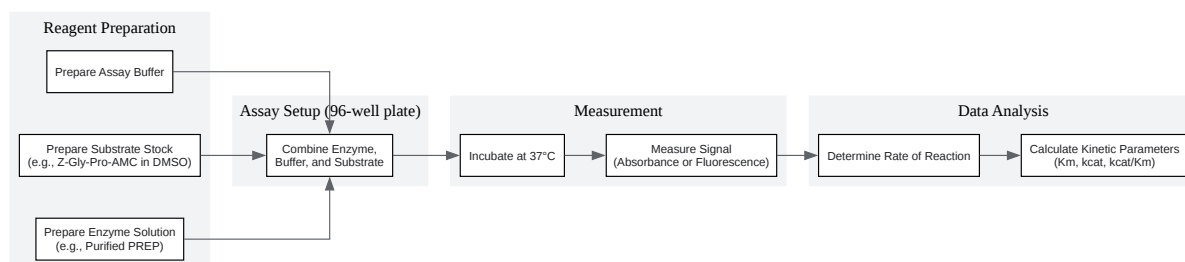 Reagent Preparation
Prepare Assay Buffer
Prepare Substrate Stock
(e.g., Z-Gly-Pro-AMC in DMSO)
Prepare Enzyme Solution
(e.g., Purified PREP)
Assay Setup (96-well plate)
Combine Enzyme,
Buffer, and Substrate
Measurement
Incubate at 37°C
Measure Signal
(Absorbance or Fluorescence)
Data Analysis
Determine Rate of Reaction
Calculate Kinetic Parameters
(Km, kcat, kcat/Km)